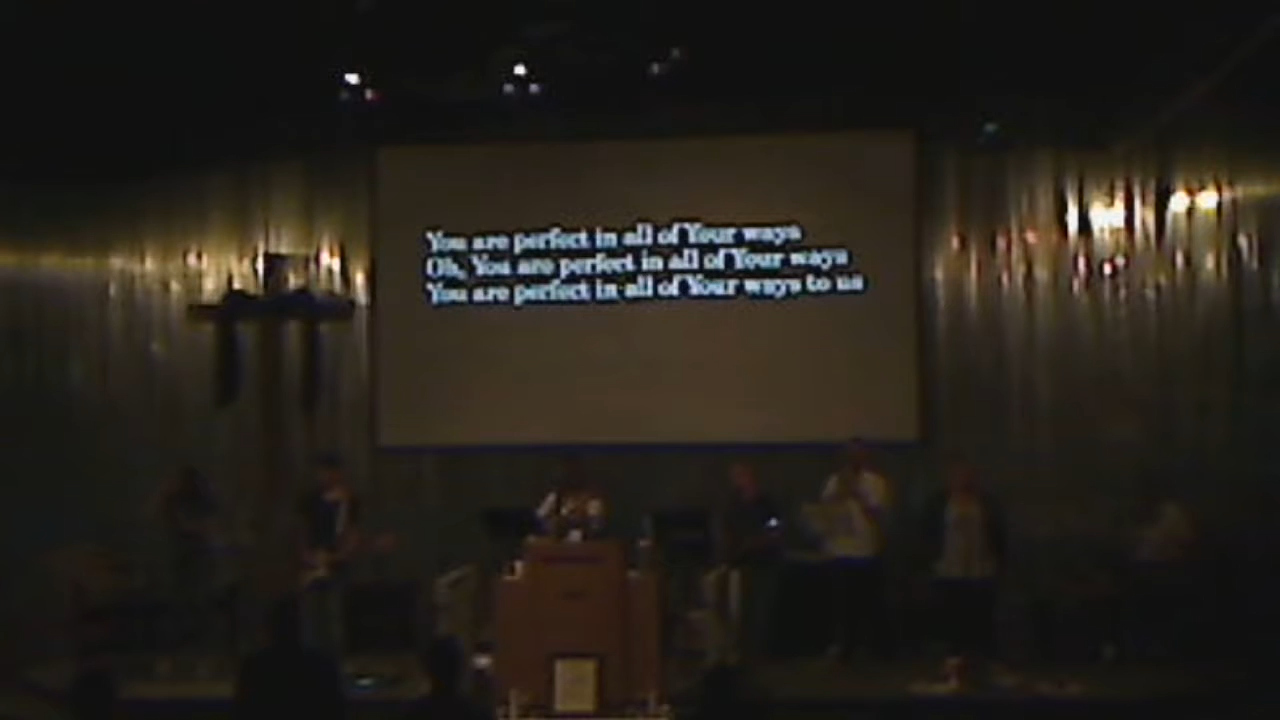 You are perfect in all of Your ways
Oh, You are perfect in all of Your ways
You are perfect in all of Your ways to us